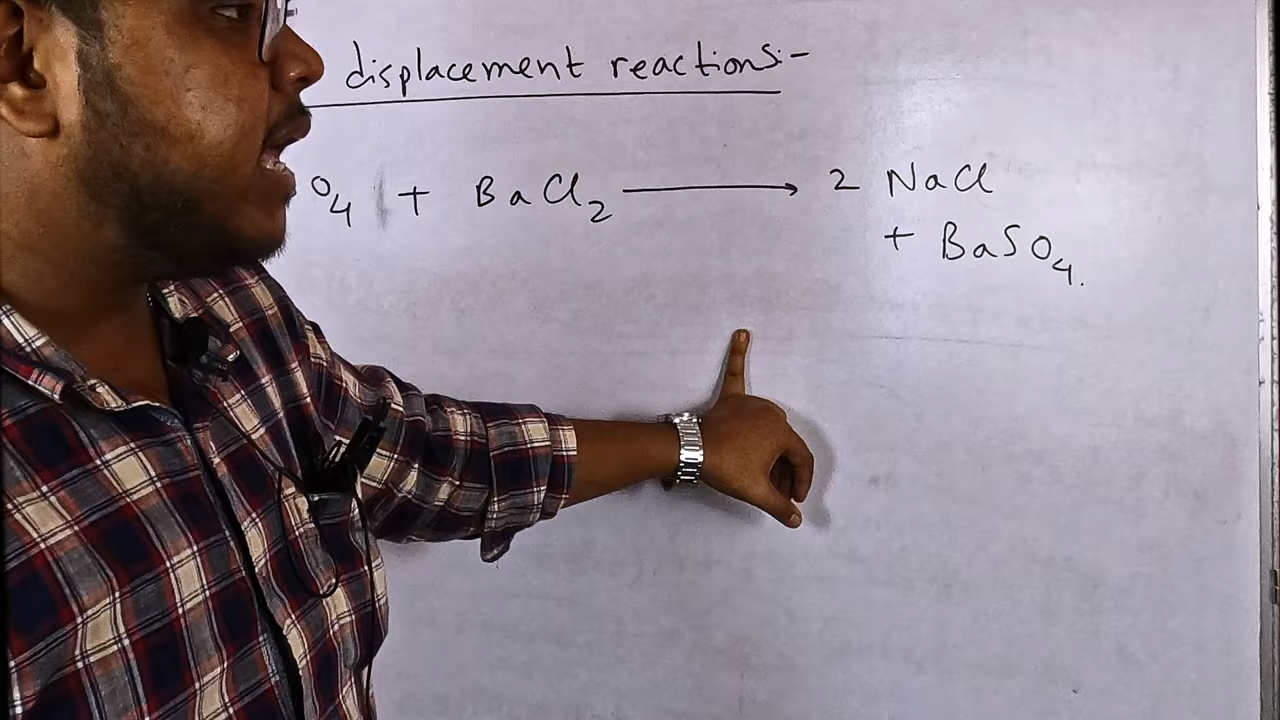 displacement reactions:-
O4 + BaCl2 ⟶ 2 NaCl
+ BaSO4.